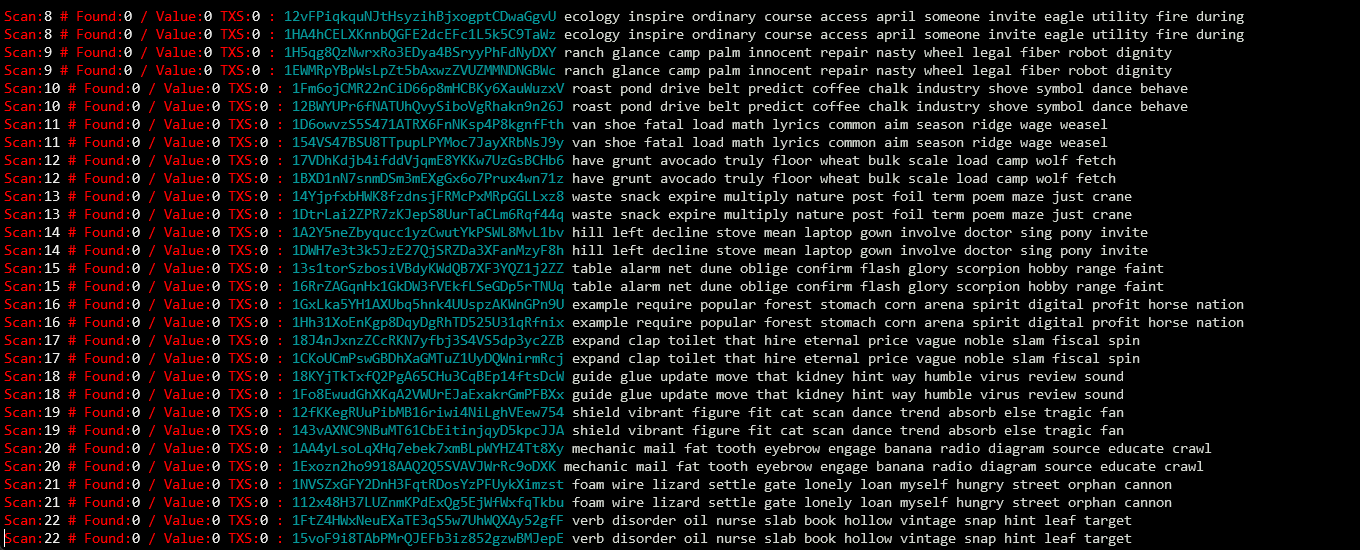 Scan:8 # Found:0 / Value:0 TXS:0 : 12vFPiqkquNJtHsyzihBjxogptCDwaGgvU ecology inspire ordinary course access april someone invite eagle utility fire during
Scan:8 # Found:0 / Value:0 TXS:0 : 1HA4hCELXKnnbQGFE2dcEFc1L5k5C9TaWz ecology inspire ordinary course access april someone invite eagle utility fire during
Scan:9 # Found:0 / Value:0 TXS:0 : 1H5qg8QzNwrxRo3EDya4BSryyPhFdNyDXY ranch glance camp palm innocent repair nasty wheel legal fiber robot dignity
Scan:9 # Found:0 / Value:0 TXS:0 : 1EWMRpYBpWsLpZt5bAxwzZVUZMMNDNGBWc ranch glance camp palm innocent repair nasty wheel legal fiber robot dignity
Scan:10 # Found:0 / Value:0 TXS:0 : 1Fm6ojCMR22nCiD66p8mHCBKy6XauWuzxV roast pond drive belt predict coffee chalk industry shove symbol dance behave
Scan:10 # Found:0 / Value:0 TXS:0 : 12BWYUPr6fNATUhQvySiboVgRhakn9n26J roast pond drive belt predict coffee chalk industry shove symbol dance behave
Scan:11 # Found:0 / Value:0 TXS:0 : 1D6owvzS5S471ATRX6FnNKsp4P8kgnfFth van shoe fatal load math lyrics common aim season ridge wage weasel
Scan:11 # Found:0 / Value:0 TXS:0 : 154VS47BSU8TTpupLPYMoc7JayXRbNsJ9y van shoe fatal load math lyrics common aim season ridge wage weasel
Scan:12 # Found:0 / Value:0 TXS:0 : 17VDhKdjb4ifddVjqmE8YKKw7UzGsBCHb6 have grunt avocado truly floor wheat bulk scale load camp wolf fetch
Scan:12 # Found:0 / Value:0 TXS:0 : 1BXD1nN7snmDSm3mEXgGx6o7Prux4wn71z have grunt avocado truly floor wheat bulk scale load camp wolf fetch
Scan:13 # Found:0 / Value:0 TXS:0 : 14YjpfxbHWK8fzdnsjFRMcPxMRpGGLLxz8 waste snack expire multiply nature post foil term poem maze just crane
Scan:13 # Found:0 / Value:0 TXS:0 : 1DtrLai2ZPR7zKJepS8UurTaCLm6Rqf44q waste snack expire multiply nature post foil term poem maze just crane
Scan:14 # Found:0 / Value:0 TXS:0 : 1A2Y5neZbyqucc1yzCwutYkPSWL8MvL1bv hill left decline stove mean laptop gown involve doctor sing pony invite
Scan:14 # Found:0 / Value:0 TXS:0 : 1DWH7e3t3k5JzE27QjSRZDa3XFanMzyF8h hill left decline stove mean laptop gown involve doctor sing pony invite
Scan:15 # Found:0 / Value:0 TXS:0 : 13s1torSzbosiVBdyKWdQB7XF3YQZ1j2ZZ table alarm net dune oblige confirm flash glory scorpion hobby range faint
Scan:15 # Found:0 / Value:0 TXS:0 : 16RrZAGqnHx1GkDW3fVEkfLSeGDp5rTNUq table alarm net dune oblige confirm flash glory scorpion hobby range faint
Scan:16 # Found:0 / Value:0 TXS:0 : 1GxLka5YH1AXUbq5hnk4UUspzAKWnGPn9U example require popular forest stomach corn arena spirit digital profit horse nation
Scan:16 # Found:0 / Value:0 TXS:0 : 1Hh31XoEnKgp8DqyDgRhTD525U31qRfnix example require popular forest stomach corn arena spirit digital profit horse nation
Scan:17 # Found:0 / Value:0 TXS:0 : 18J4nJxnzZCcRKN7yfbj3S4VS5dp3yc2ZB expand clap toilet that hire eternal price vague noble slam fiscal spin
Scan:17 # Found:0 / Value:0 TXS:0 : 1CKoUCmPswGBDhXaGMTuZ1UyDQWnirmRcj expand clap toilet that hire eternal price vague noble slam fiscal spin
Scan:18 # Found:0 / Value:0 TXS:0 : 18KYjTkTxfQ2PgA65CHu3CqBEp14ftsDcW guide glue update move that kidney hint way humble virus review sound
Scan:18 # Found:0 / Value:0 TXS:0 : 1Fo8EwudGhXKqA2VWUrEJaExakrGmPFBXx guide glue update move that kidney hint way humble virus review sound
Scan:19 # Found:0 / Value:0 TXS:0 : 12fKKegRUuPibMB16riwi4NiLghVEew754 shield vibrant figure fit cat scan dance trend absorb else tragic fan
Scan:19 # Found:0 / Value:0 TXS:0 : 143vAXNC9NBuMT61CbEitinjqyD5kpcJJA shield vibrant figure fit cat scan dance trend absorb else tragic fan
Scan:20 # Found:0 / Value:0 TXS:0 : 1AA4yLsoLqXHq7ebek7xmBLpWYHZ4Tt8Xy mechanic mail fat tooth eyebrow engage banana radio diagram source educate crawl
Scan:20 # Found:0 / Value:0 TXS:0 : 1Exozn2ho9918AAQ2Q5SVAVJWrRc9oDXK mechanic mail fat tooth eyebrow engage banana radio diagram source educate crawl
Scan:21 # Found:0 / Value:0 TXS:0 : 1NVSZxGFY2DnH3FqtRDosYzPFUykXimzst foam wire lizard settle gate lonely loan myself hungry street orphan cannon
Scan:21 # Found:0 / Value:0 TXS:0 : 112x48H37LUZnmKPdExQg5EjWfWxfqTkbu foam wire lizard settle gate lonely loan myself hungry street orphan cannon
Scan:22 # Found:0 / Value:0 TXS:0 : 1FtZ4HWxNeuEXaTE3qS5w7UhWQXAy52gfF verb disorder oil nurse slab book hollow vintage snap hint leaf target
Scan:22 # Found:0 / Value:0 TXS:0 : 15voF9i8TAbPMrQJEFb3iz852gzwBMJepE verb disorder oil nurse slab book hollow vintage snap hint leaf target